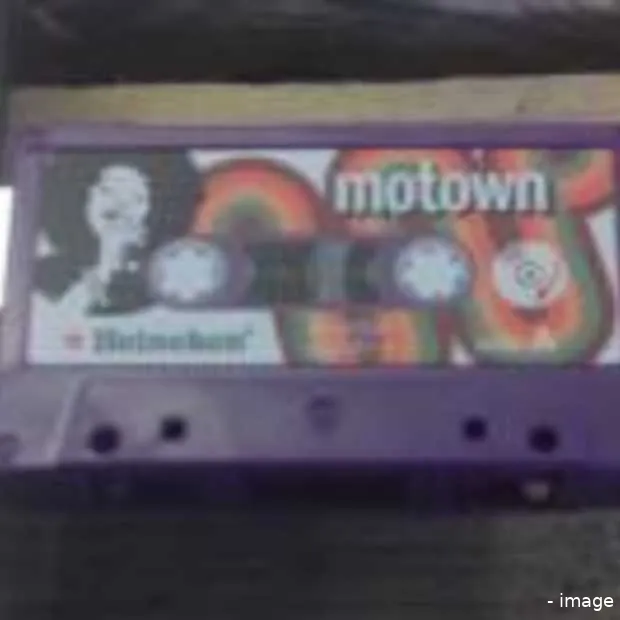 motown
Heineken
- image